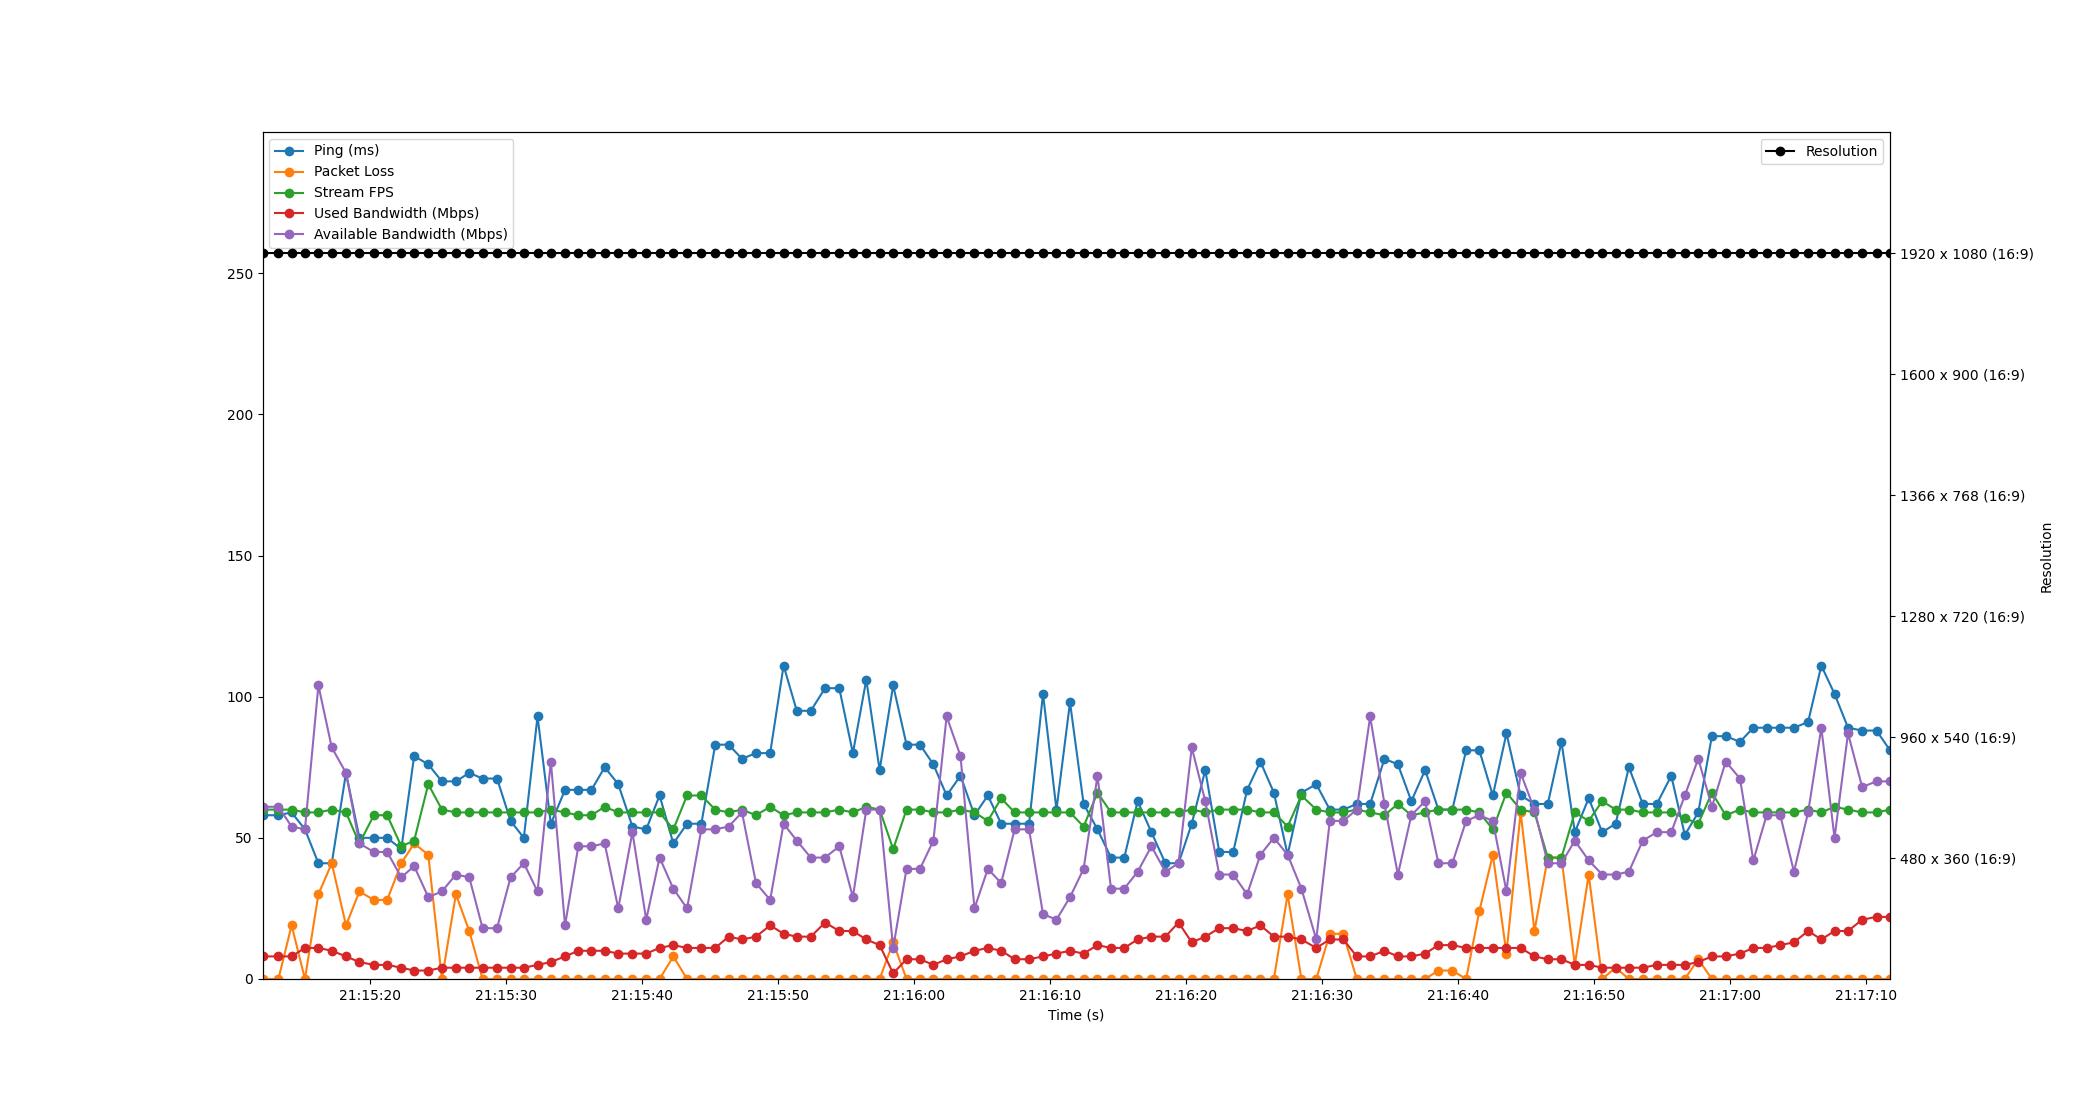 Ping (ms)
Packet Loss
Stream FPS
Used Bandwidth (Mbps)
Available Bandwidth (Mbps)
Resolution
250
200
150
100
50
0
1920 x 1080 (16:9)
1600 x 900 (16:9)
1366 x 768 (16:9)
1280 x 720 (16:9)
960 x 540 (16:9)
480 x 360 (16:9)
Resolution
21:15:20 21:15:30 21:15:40 21:15:50 21:16:00 21:16:10 21:16:20 21:16:30 21:16:40 21:16:50 21:17:00 21:17:10
Time (s)